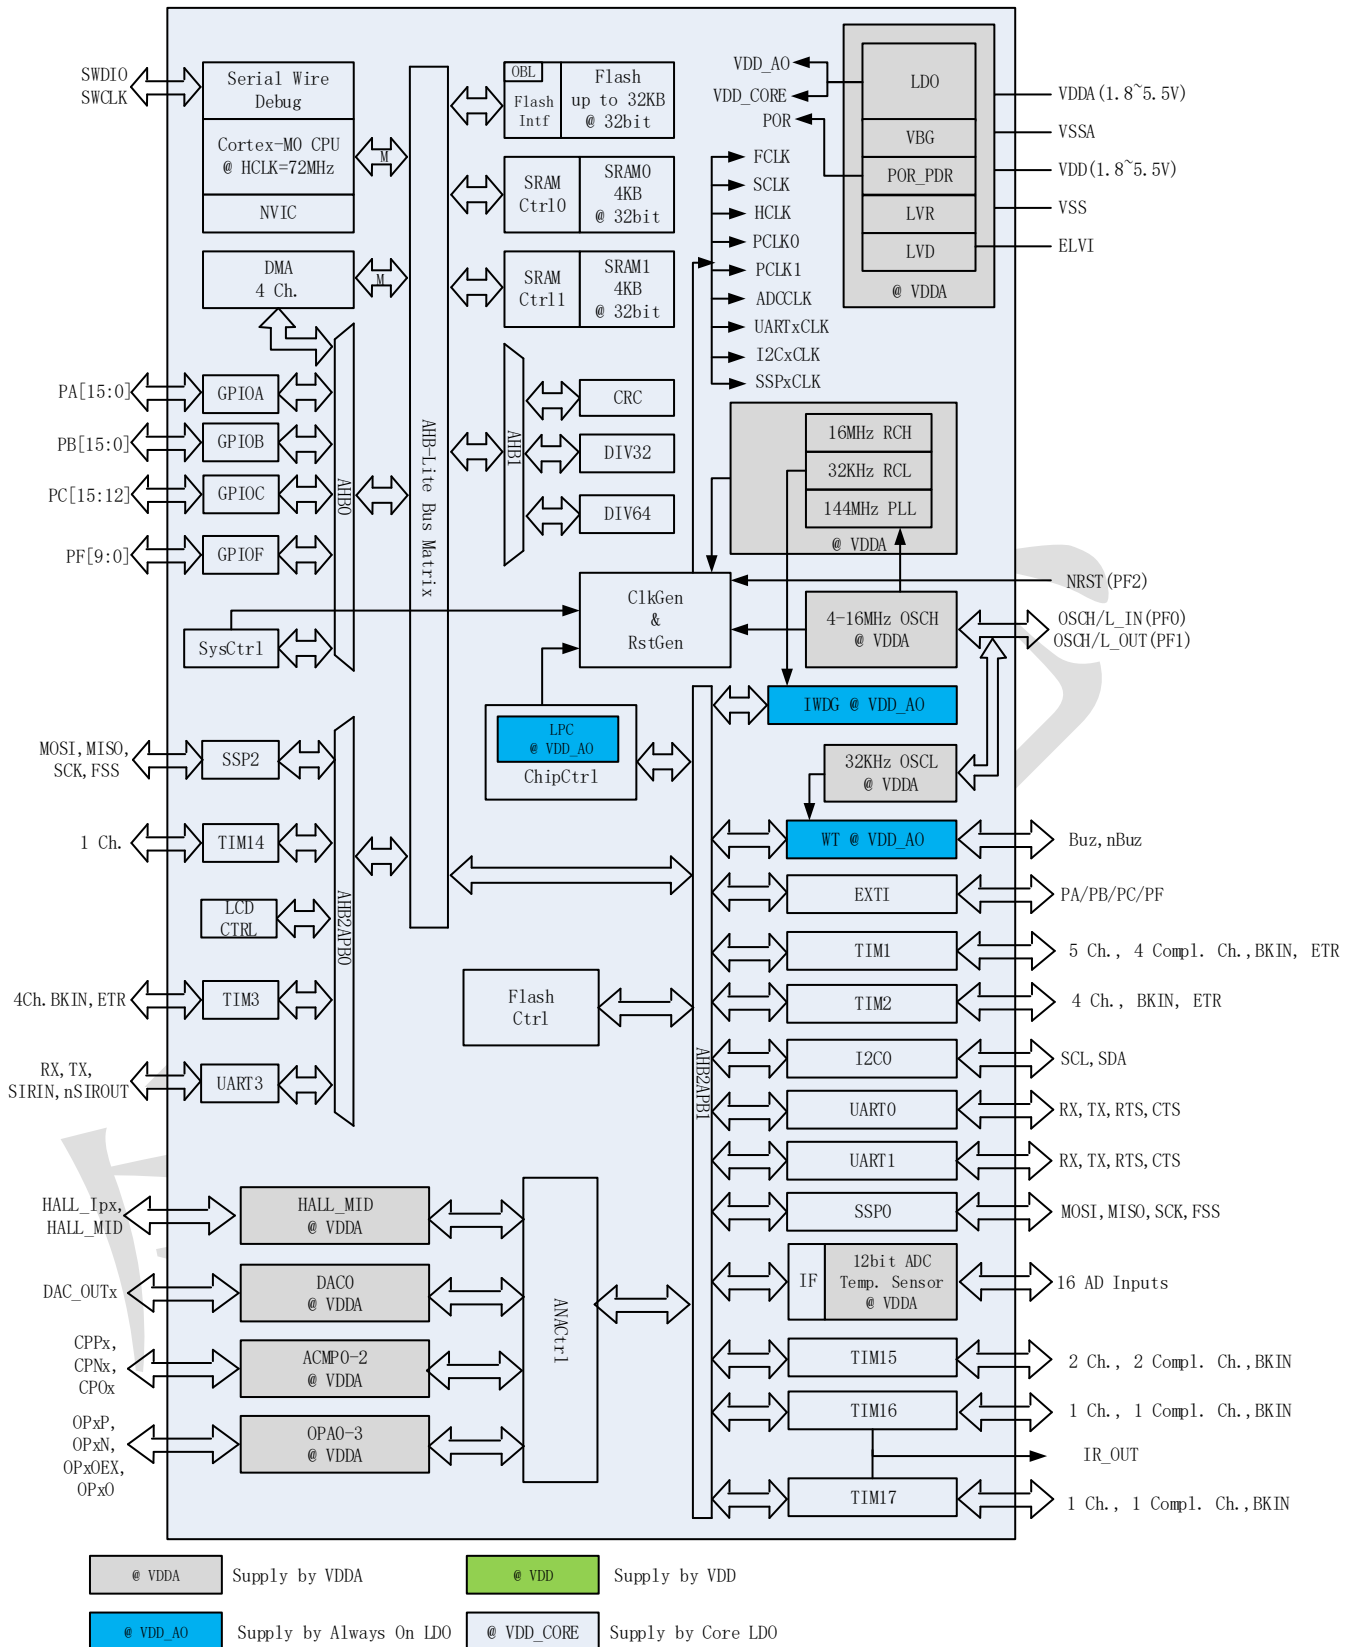 SWDIO
SWCLK
Serial Wire
Debug
Cortex-M0 CPU
@ HCLK=72MHz
NVIC
M
DMA
4 Ch.
M
OBL
Flash
Intf
Flash
up to 32KB
@ 32bit
SRAM
Ctrl0
SRAM0
4KB
@ 32bit
SRAM
Ctrl1
SRAM1
4KB
@ 32bit
VDD_AO
VDD_CORE
POR
FCLK
SCLK
HCLK
PCLK0
PCLK1
ADCCLK
UARTxCLK
I2CxCLK
SSPxCLK
LDO
VBG
POR_PDR
LVR
LVD
@ VDDA
VDDA(1.8~5.5V)
VSSA
VDD(1.8~5.5V)
VSS
ELVI
PA[15:0]
GPIOA
PB[15:0]
GPIOB
PC[15:12]
GPIOC
PF[9:0]
GPIOF
SysCtrl
AHB0
AHB-Lite Bus Matrix
AHB1
CRC
DIV32
DIV64
16MHz RCH
32KHz RCL
144MHz PLL
@ VDDA
ClkGen
&
RstGen
NRST(PF2)
4-16MHz OSCH
@ VDDA
OSCH/L_IN(PF0)
OSCH/L_OUT(PF1)
IWDG @ VDD_AO
LPC
@ VDD_AO
ChipCtrl
32KHz OSCL
@ VDDA
MOSI,MISO,
SCK,FSS
SSP2
1 Ch.
TIM14
LCD
CTRL
4Ch.BKIN,ETR
TIM3
RX,TX,
SIRIN,nSIROUT
UART3
AHB2APB0
Flash
Ctrl
AHB2APB1
WT @ VDD_AO
Buz,nBuz
EXTI
PA/PB/PC/PF
TIM1
5 Ch., 4 Compl. Ch.,BKIN, ETR
TIM2
4 Ch., BKIN, ETR
I2C0
SCL,SDA
UART0
RX,TX,RTS,CTS
UART1
RX,TX,RTS,CTS
SSP0
MOSI,MISO,SCK,FSS
IF
12bit ADC
Temp. Sensor
@ VDDA
16 AD Inputs
TIM15
2 Ch., 2 Compl. Ch.,BKIN
TIM16
1 Ch., 1 Compl. Ch.,BKIN
IR_OUT
TIM17
1 Ch., 1 Compl. Ch.,BKIN
HALL_Ipx,
HALL_MID
HALL_MID
@ VDDA
DAC_OUTx
DAC0
@ VDDA
CPPx,
CPNx,
CPOx
ACMP0-2
@ VDDA
OPxP,
OPxN,
OPxOEX,
OPxO
OPA0-3
@ VDDA
ANACtrl
@ VDDA
Supply by VDDA
@ VDD
Supply by VDD
@ VDD_AO
Supply by Always On LDO
@ VDD_CORE
Supply by Core LDO